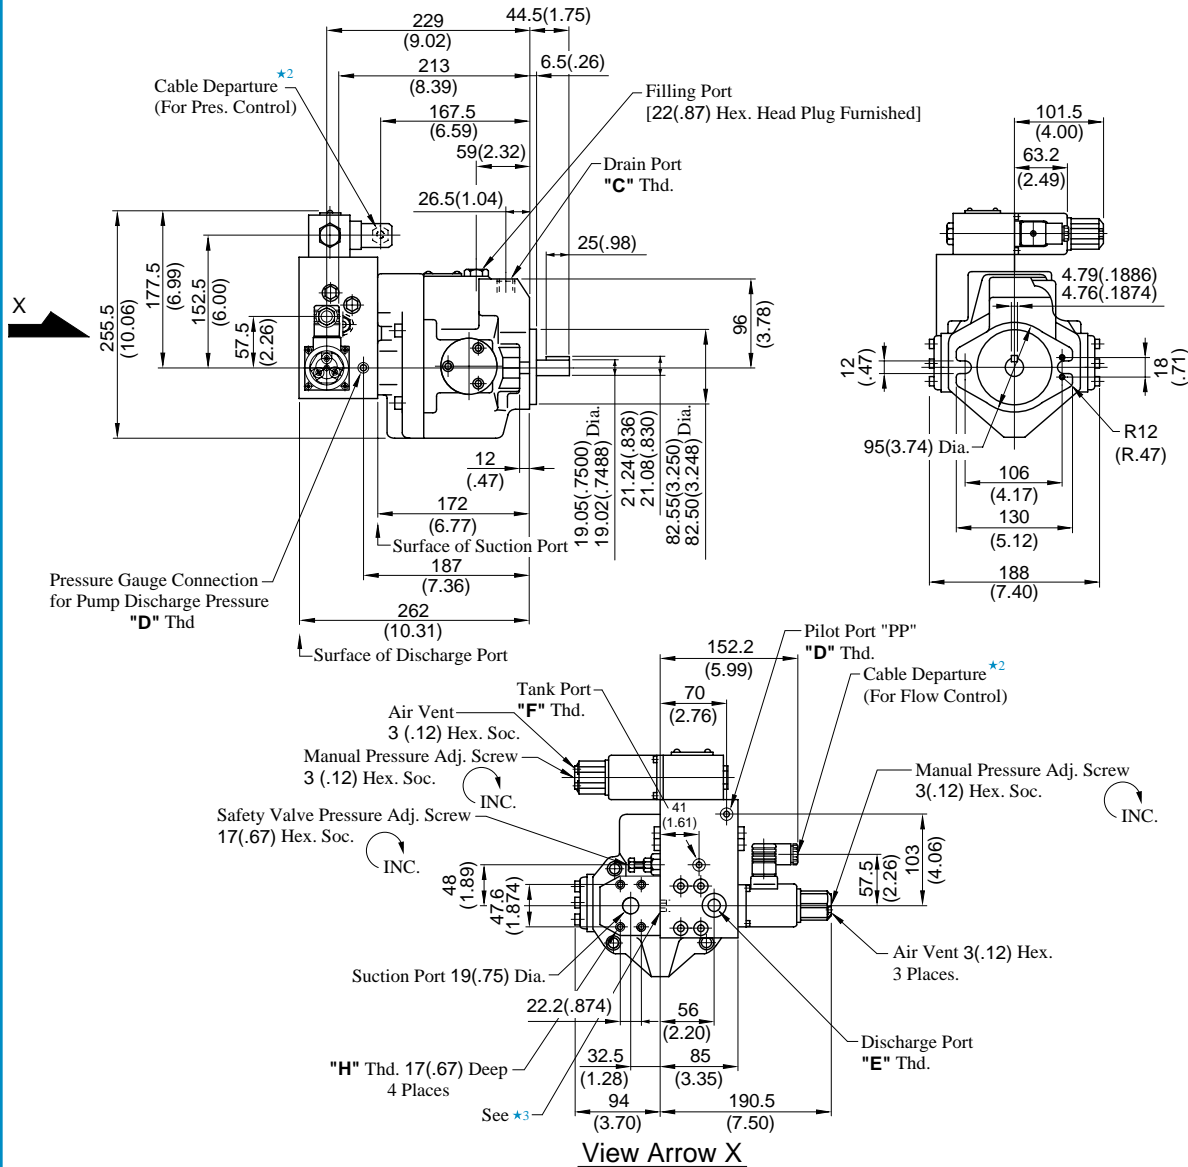 44.5(1.75)
229
(9.02)
213
(8.39)
6.5(.26)
Cable Departure ★2
(For Pres. Control)
167.5
(6.59)
59(2.32)
26.5(1.04)
Filling Port
[22(.87) Hex. Head Plug Furnished]
Drain Port
"C" Thd.
25(.98)
X
255.5
(10.06)
177.5
(6.99)
152.5
(6.00)
57.5
(2.26)
96
(3.78)
12
(.47)
172
(6.77)
Surface of Suction Port
187
(7.36)
262
(10.31)
Surface of Discharge Port
Pressure Gauge Connection
for Pump Discharge Pressure
"D" Thd
19.05(.7500)
19.02(.7488) Dia.
21.24(.836)
21.08(.830)
82.55(3.250)
82.50(3.248) Dia.
101.5
(4.00)
63.2
(2.49)
4.79(.1886)
4.76(.1874)
12
(.47)
18
(.71)
95(3.74) Dia.
R12
(R.47)
106
(4.17)
130
(5.12)
188
(7.40)
152.2
(5.99)
70
(2.76)
Pilot Port "PP"
"D" Thd.
Cable Departure ★2
(For Flow Control)
Tank Port
"F" Thd.
Air Vent
3 (.12) Hex. Soc.
Manual Pressure Adj. Screw
3 (.12) Hex. Soc.
INC.
Safety Valve Pressure Adj. Screw
17(.67) Hex. Soc.
INC.
41
(1.61)
Manual Pressure Adj. Screw
3(.12) Hex. Soc.
INC.
48
(1.89)
47.6
(1.874)
57.5
(2.26)
103
(4.06)
Air Vent 3(.12) Hex.
3 Places.
Suction Port 19(.75) Dia.
22.2(.874)
56
(2.20)
Discharge Port
"E" Thd.
"H" Thd. 17(.67) Deep
4 Places
32.5
(1.28)
85
(3.35)
See ★3
94
(3.70)
190.5
(7.50)
View Arrow X